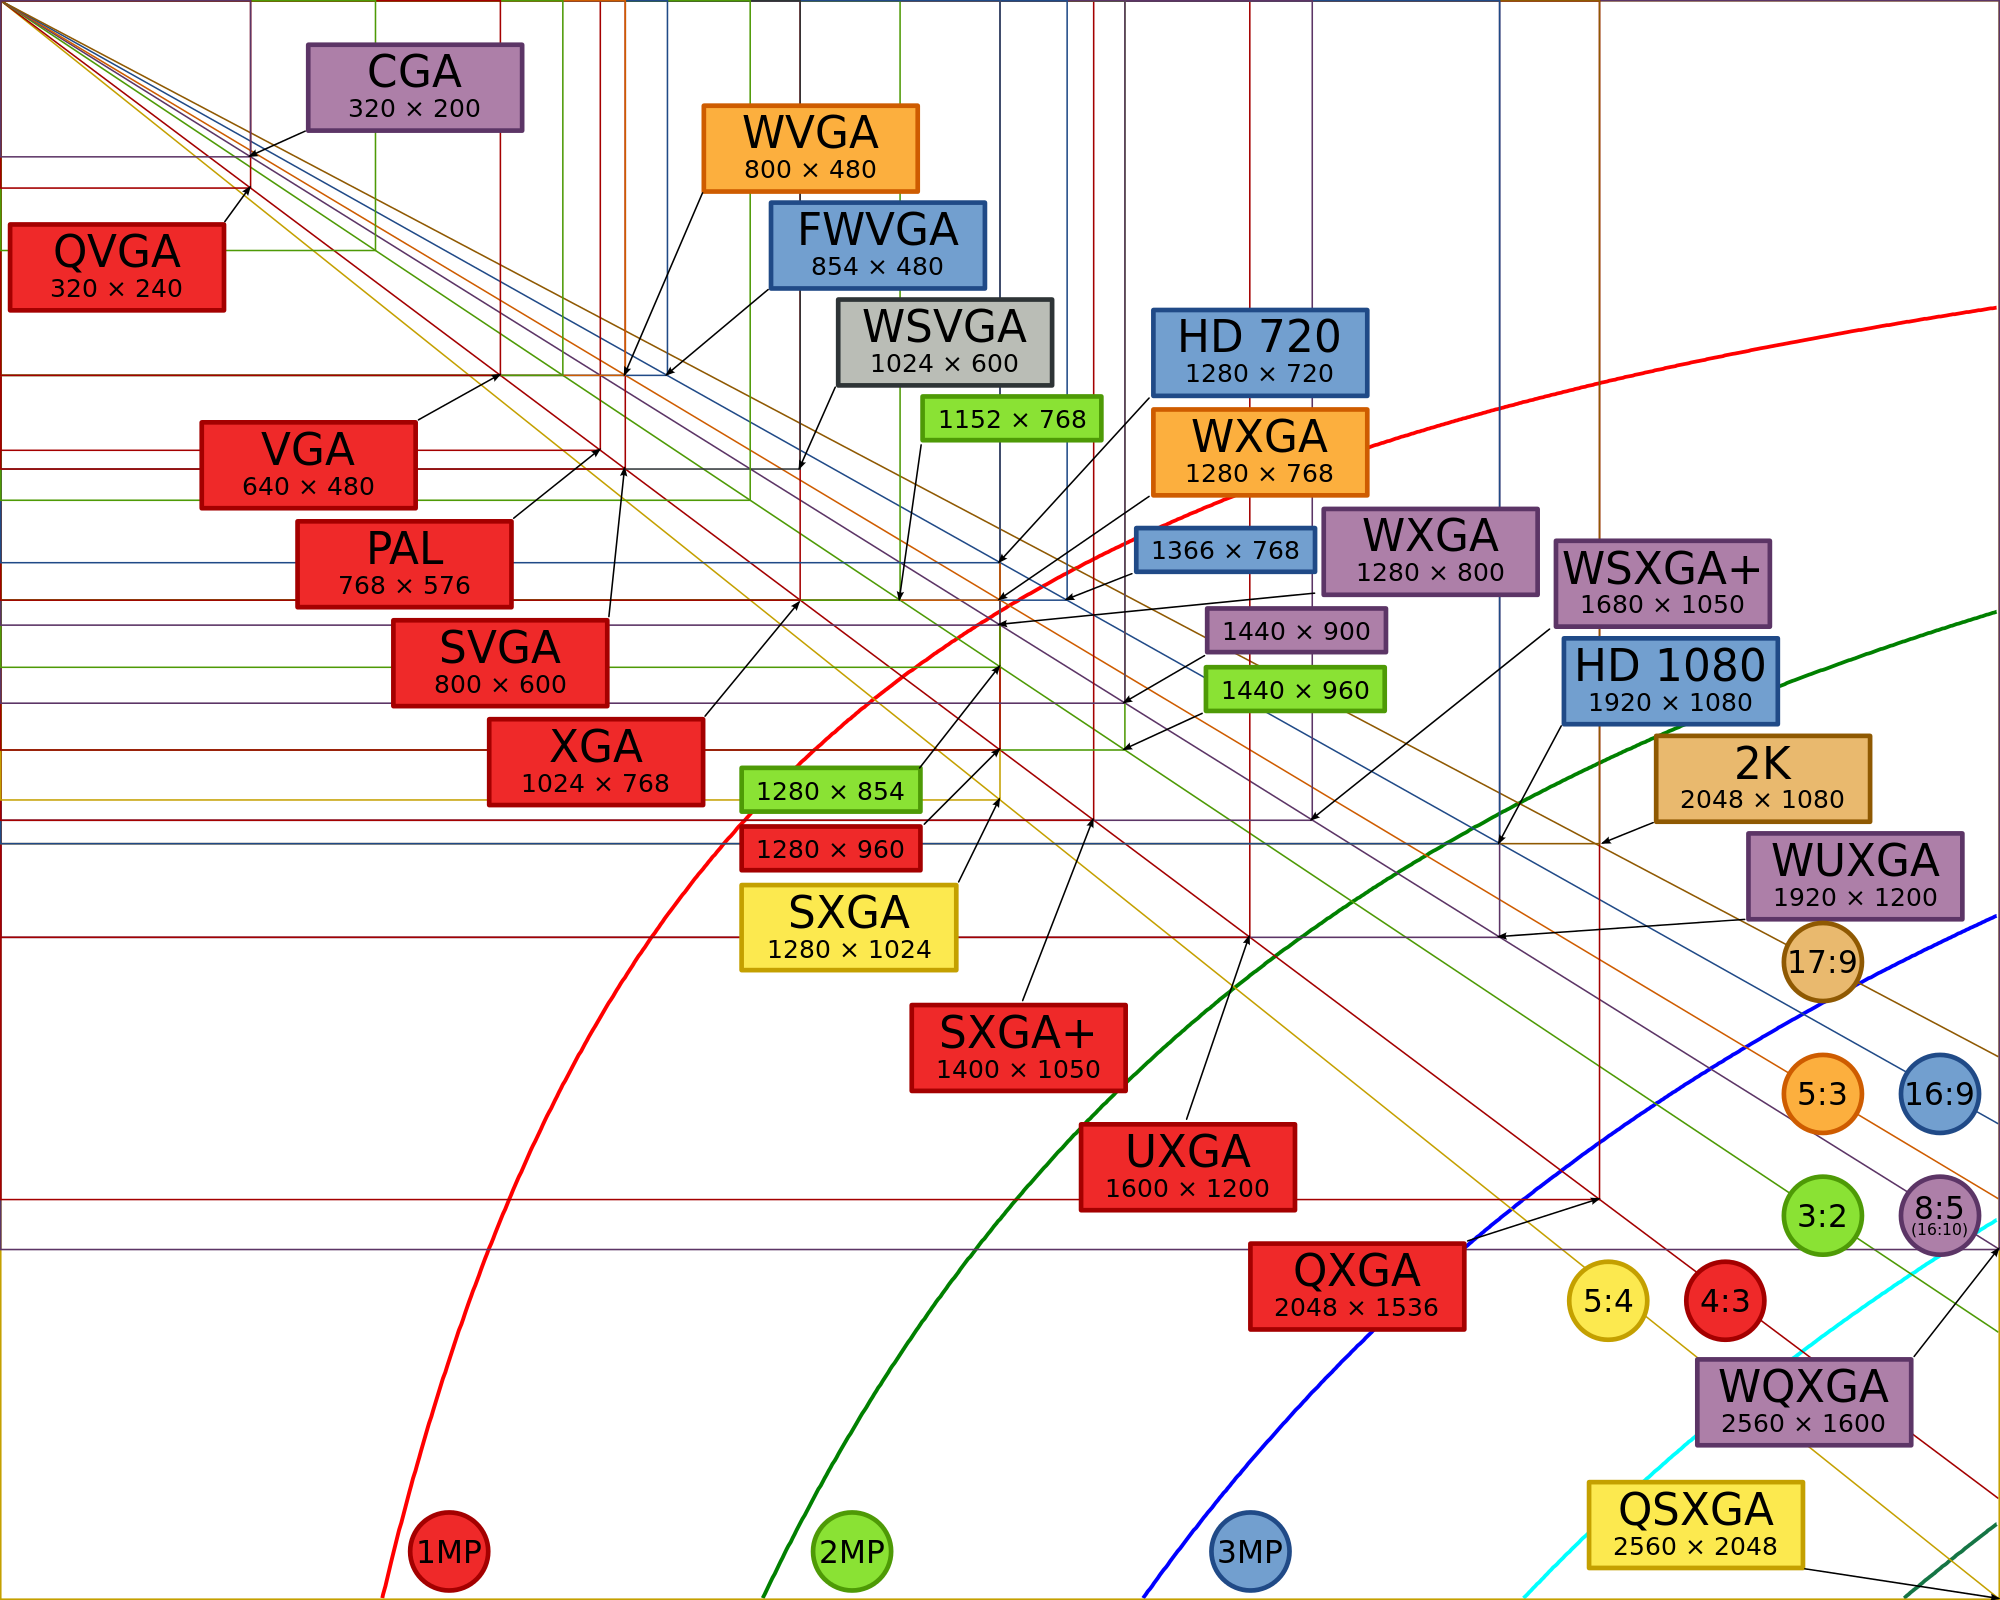 CGA
320 × 200
WVGA
800 × 480
QVGA
320 × 240
FWVGA
854 × 480
WSVGA
1024 × 600
HD 720
1280 × 720
1152 × 768
WXGA
1280 × 768
VGA
640 × 480
PAL
768 × 576
1366 × 768
WXGA
1280 × 800
WSXGA+
1680 × 1050
SVGA
800 × 600
1440 × 900
HD 1080
1920 × 1080
1440 × 960
XGA
1024 × 768
2K
2048 × 1080
1280 × 854
1280 × 960
WUXGA
1920 × 1200
SXGA
1280 × 1024
17:9
SXGA+
1400 × 1050
5:3
16:9
UXGA
1600 × 1200
3:2
8:5
(16:10)
QXGA
2048 × 1536
5:4
4:3
WQXGA
2560 × 1600
QSXGA
2560 × 2048
1MP
2MP
3MP